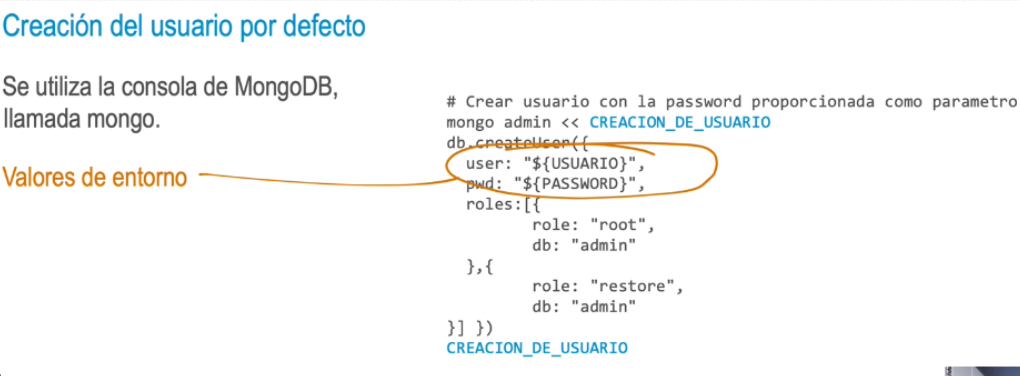 Creación del usuario por defecto
Se utiliza la consola de MongoDB,
llamada mongo.
Valores de entorno
# Crear usuario con la password proporcionada como parametro
mongo admin << CREACION_DE_USUARIO
db.createUser({
user: "${USUARIO}",
pwd: "${PASSWORD}",
roles:[{
role: "root",
db: "admin"
},{
role: "restore",
db: "admin"
}] })
CREACION_DE_USUARIO